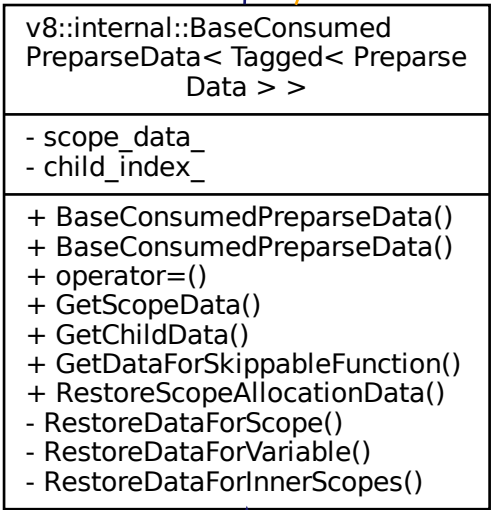 v8::internal::BaseConsumed
PreparseData< Tagged< Preparse
Data > >
- scope_data_
- child_index_
+ BaseConsumedPreparseData()
+ BaseConsumedPreparseData()
+ operator=()
+ GetScopeData()
+ GetChildData()
+ GetDataForSkippableFunction()
+ RestoreScopeAllocationData()
- RestoreDataForScope()
- RestoreDataForVariable()
- RestoreDataForInnerScopes()